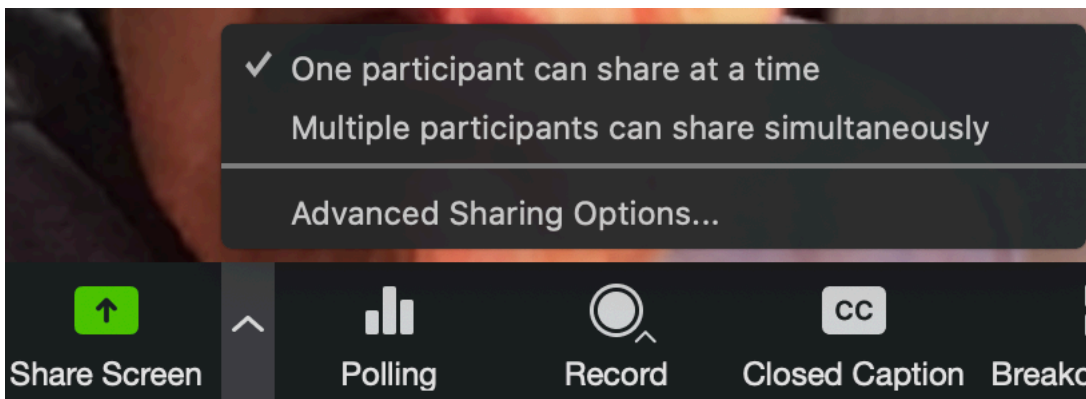 One participant can share at a time
Multiple participants can share simultaneously
Advanced Sharing Options...
CC
Share Screen Polling Record Closed Caption